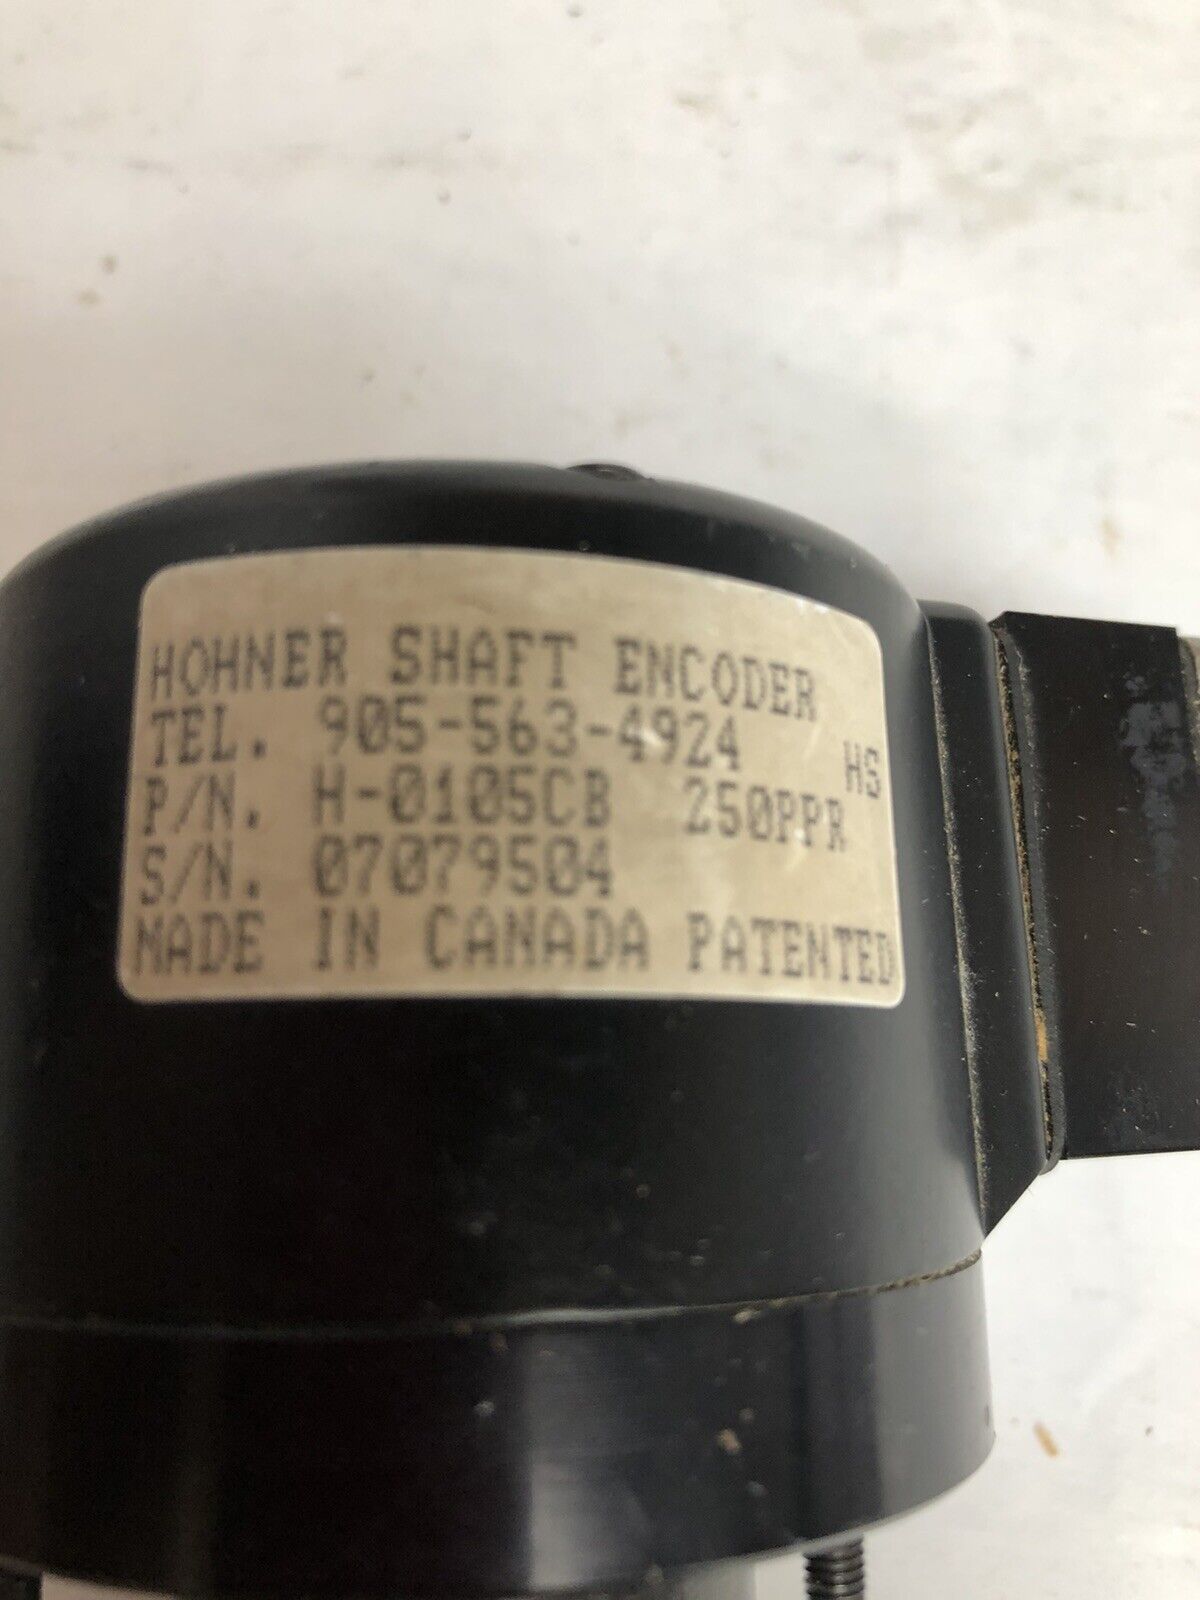 HOHNER SHAFT ENCODER
TEL. 905-563-4924 HS
P/N. H-0105CB 250PPR
S/N. 07079504
MADE IN CANADA PATENTED